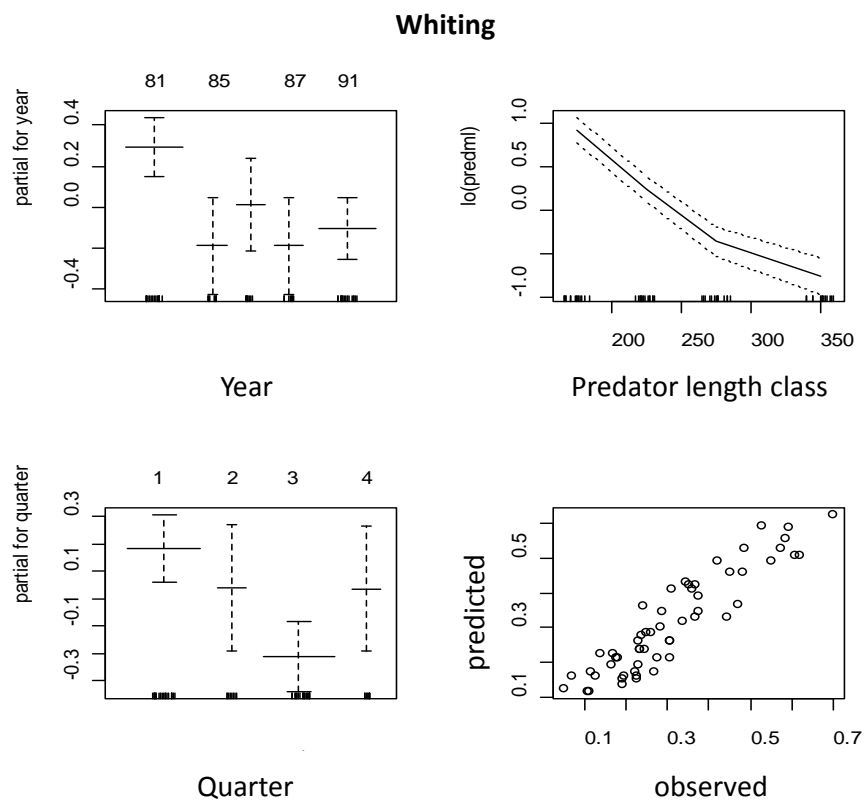 Whiting
81 85 87 91
partial for year
0.4
0.2
0.0
-0.4
Year
lo(predml)
1.0
0.5
0.0
-1.0
200 250 300 350
Predator length class
1 2 3 4
partial for quarter
0.3
0.1
-0.1
-0.3
Quarter
predicted
0.5
0.3
0.1
0.1 0.3 0.5 0.7
observed